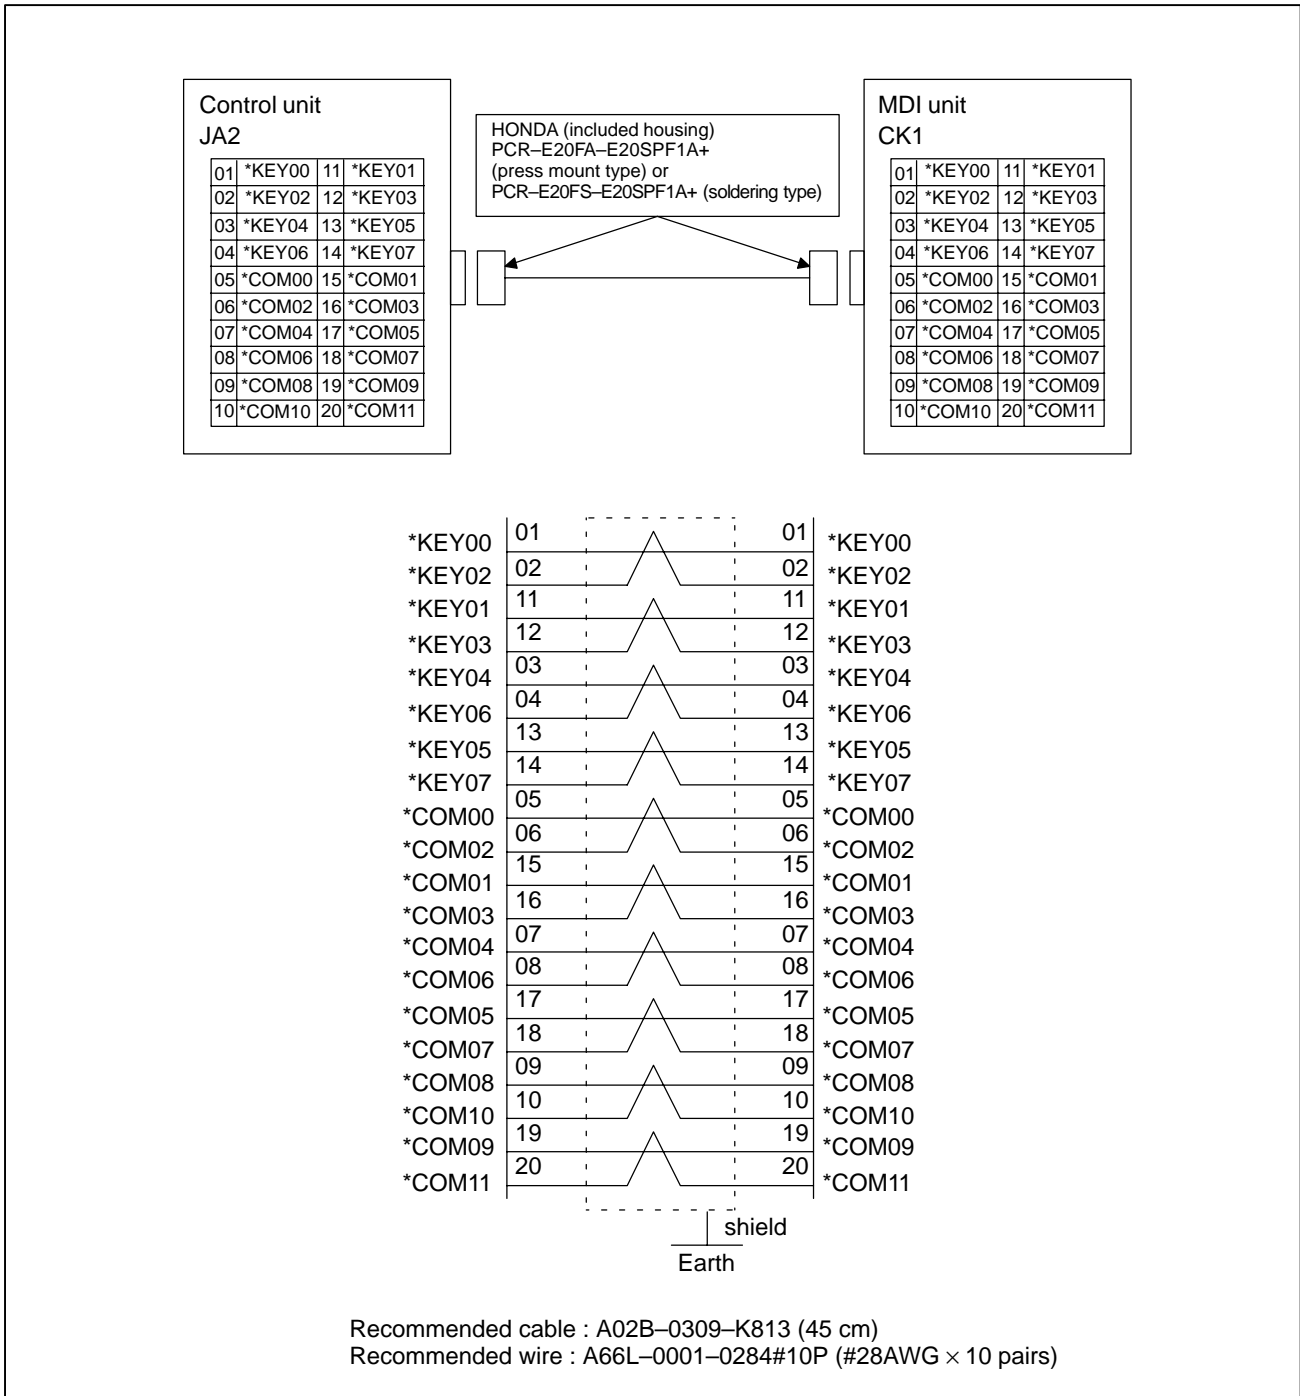 Control unit
JA2
01 *KEY00 11 *KEY01
02 *KEY02 12 *KEY03
03 *KEY04 13 *KEY05
04 *KEY06 14 *KEY07
05 *COM00 15 *COM01
06 *COM02 16 *COM03
07 *COM04 17 *COM05
08 *COM06 18 *COM07
09 *COM08 19 *COM09
10 *COM10 20 *COM11
HONDA (included housing)
PCR–E20FA–E20SPF1A+
(press mount type) or
PCR–E20FS–E20SPF1A+ (soldering type)
MDI unit
CK1
01 *KEY00 11 *KEY01
02 *KEY02 12 *KEY03
03 *KEY04 13 *KEY05
04 *KEY06 14 *KEY07
05 *COM00 15 *COM01
06 *COM02 16 *COM03
07 *COM04 17 *COM05
08 *COM06 18 *COM07
09 *COM08 19 *COM09
10 *COM10 20 *COM11
*KEY00 01 01 *KEY00
*KEY02 02 02 *KEY02
*KEY01 11 11 *KEY01
*KEY03 12 12 *KEY03
*KEY04 03 03 *KEY04
*KEY06 04 04 *KEY06
*KEY05 13 13 *KEY05
*KEY07 14 14 *KEY07
*COM00 05 05 *COM00
*COM02 06 06 *COM02
*COM01 15 15 *COM01
*COM03 16 16 *COM03
*COM04 07 07 *COM04
*COM06 08 08 *COM06
*COM05 17 17 *COM05
*COM07 18 18 *COM07
*COM08 09 09 *COM08
*COM10 10 10 *COM10
*COM09 19 19 *COM09
*COM11 20 20 *COM11
shield
Earth
Recommended cable : A02B–0309–K813 (45 cm)
Recommended wire : A66L–0001–0284#10P (#28AWG × 10 pairs)